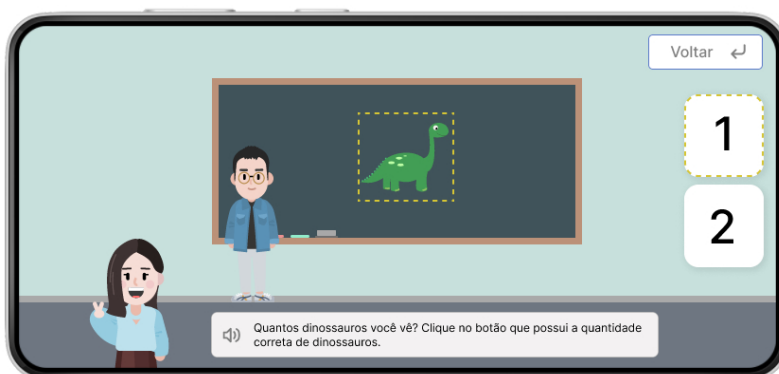 Voltar
1
2
Quantos dinossauros você vê? Clique no botão que possui a quantidade
correta de dinossauros.